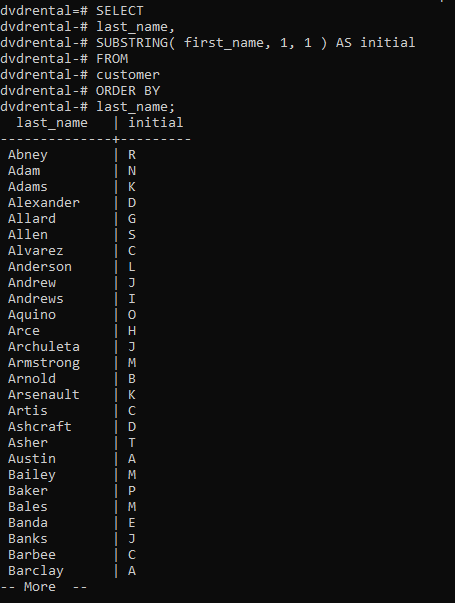 dvdrental=# SELECT
dvdrental-# last_name,
dvdrental-# SUBSTRING( first_name, 1, 1 ) AS initial
dvdrental-# FROM
dvdrental-# customer
dvdrental-# ORDER BY
dvdrental-# last_name;
  last_name   | initial
--------------+---------
 Abney        | R
 Adam         | N
 Adams        | K
 Alexander    | D
 Allard       | G
 Allen        | S
 Alvarez      | C
 Anderson     | L
 Andrew       | J
 Andrews      | I
 Aquino       | O
 Arce         | H
 Archuleta    | J
 Armstrong    | M
 Arnold       | B
 Arsenault    | K
 Artis        | C
 Ashcraft     | D
 Asher        | T
 Austin       | A
 Bailey       | M
 Baker        | P
 Bales        | M
 Banda        | E
 Banks        | J
 Barbee       | C
 Barclay      | A
-- More  --